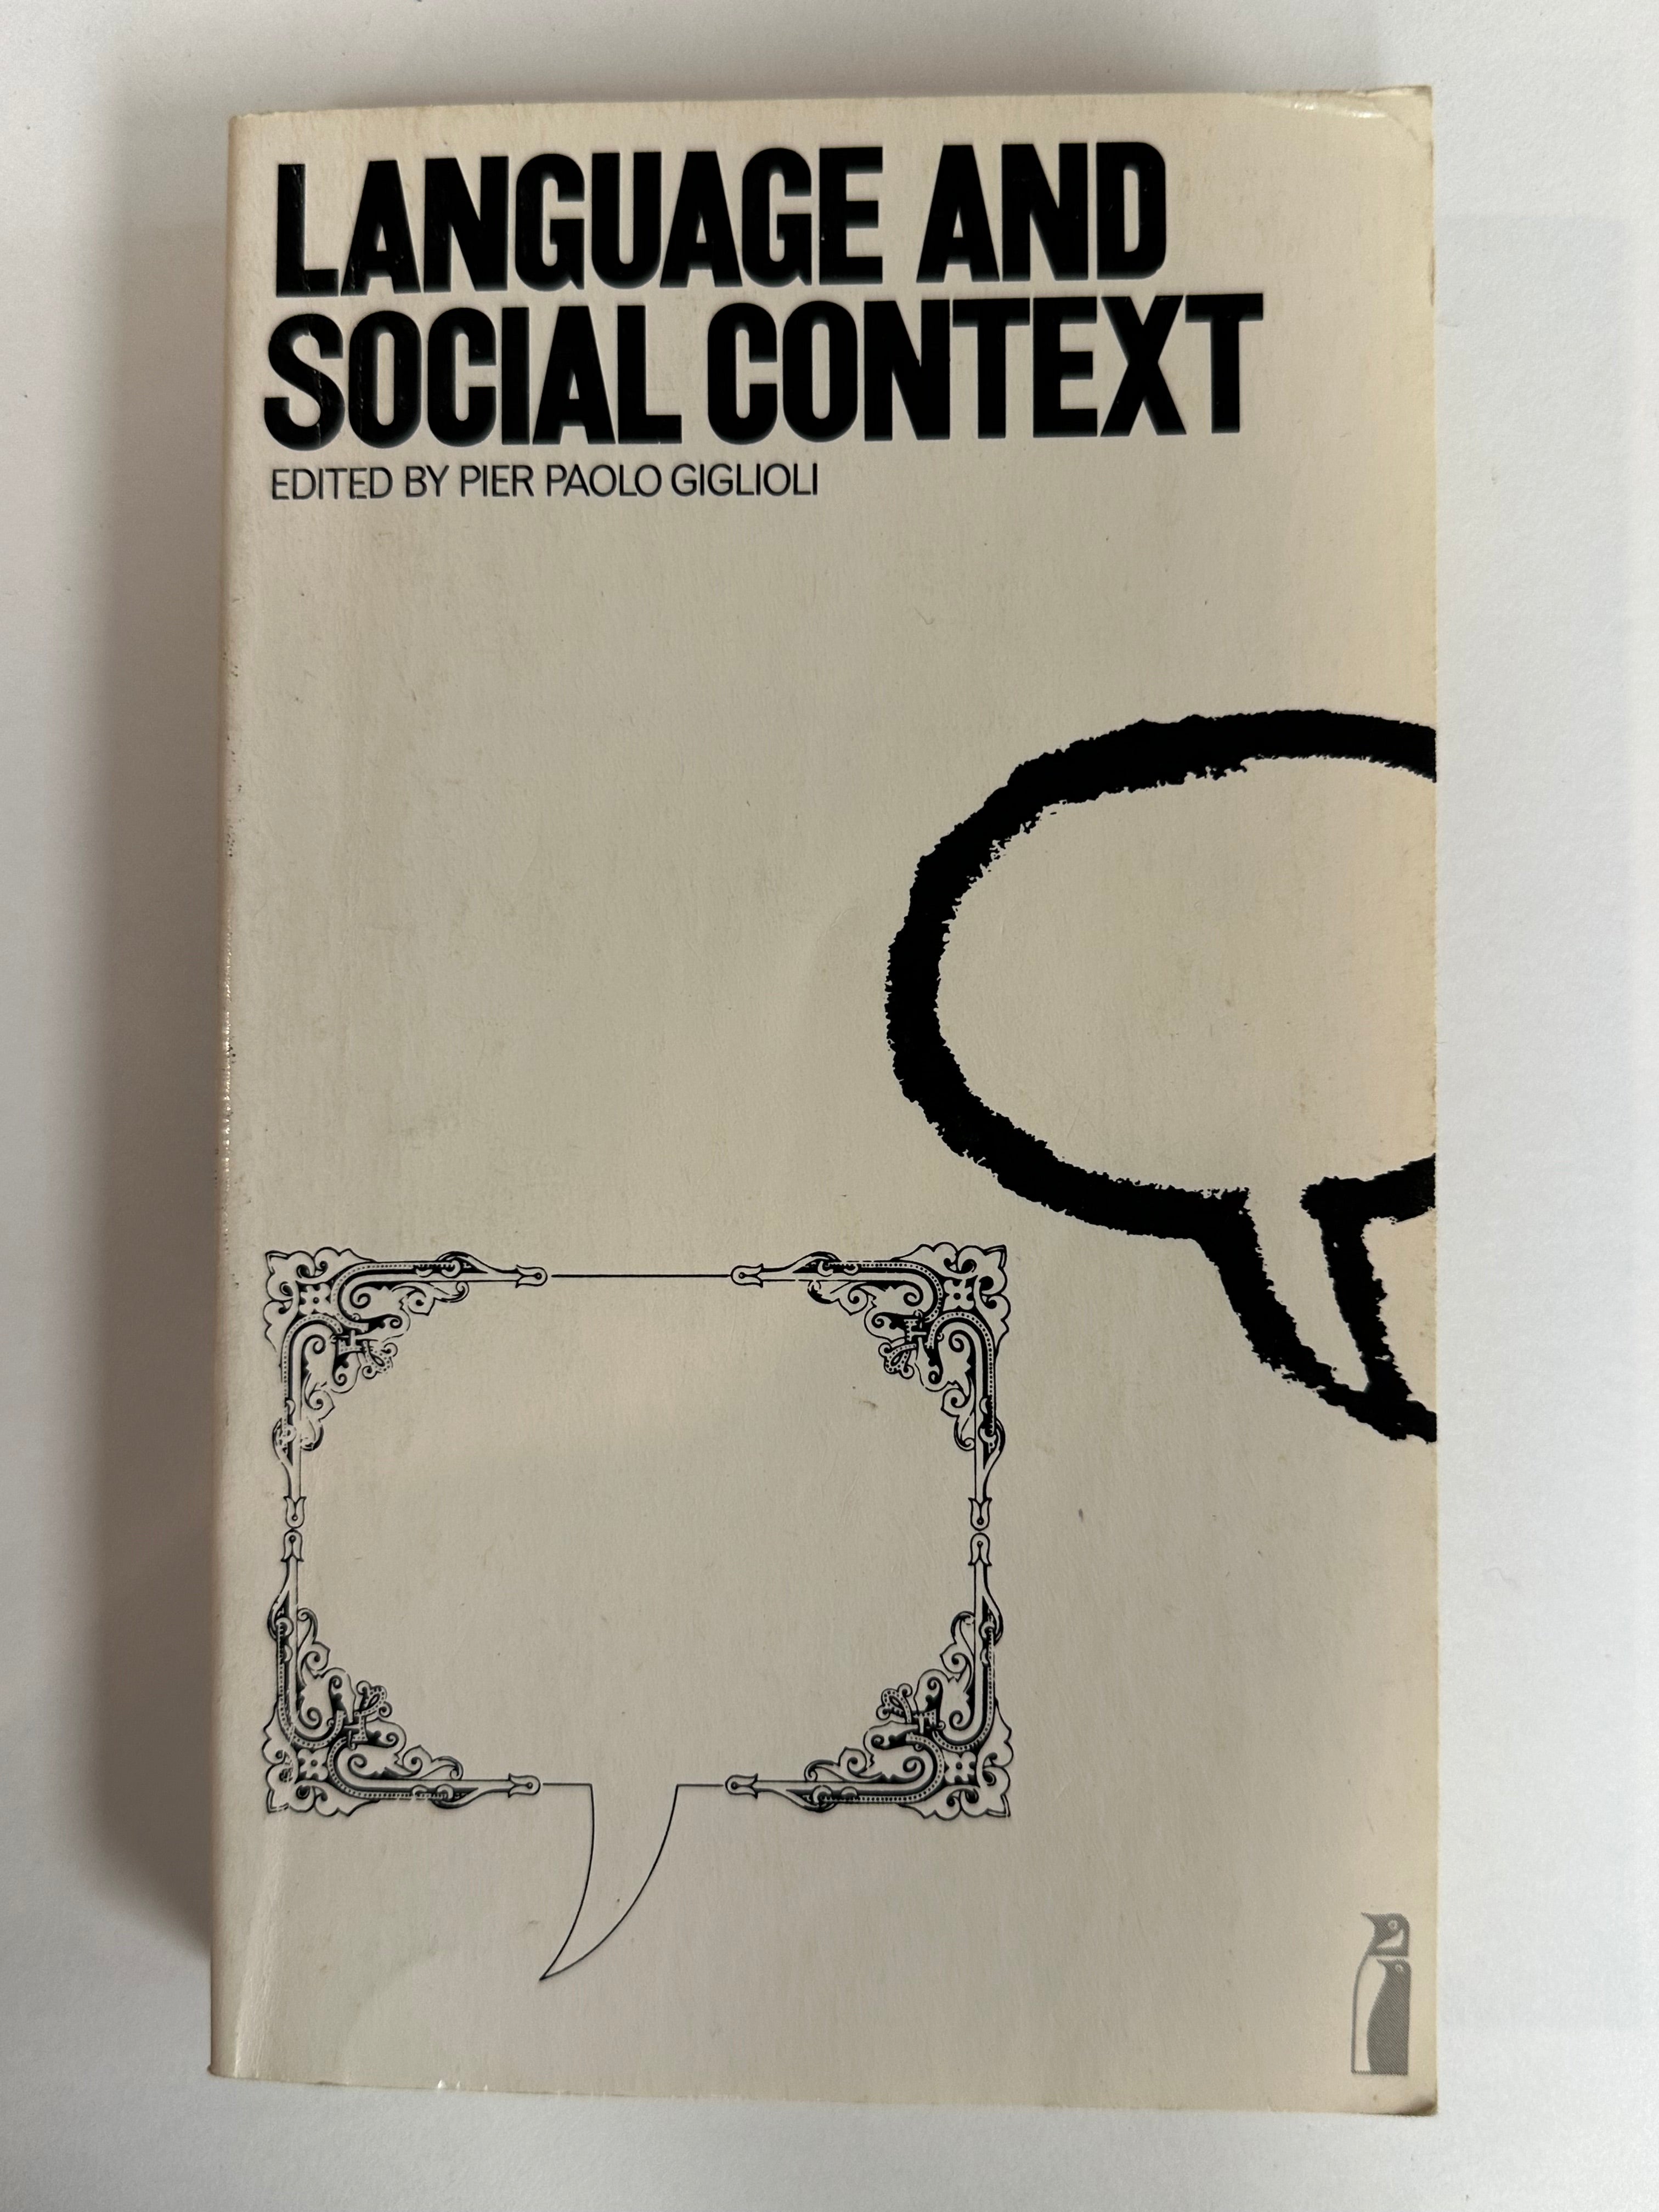 LANGUAGE AND
SOCIAL CONTEXT
EDITED BY PIER PAOLO GIGLIOLI